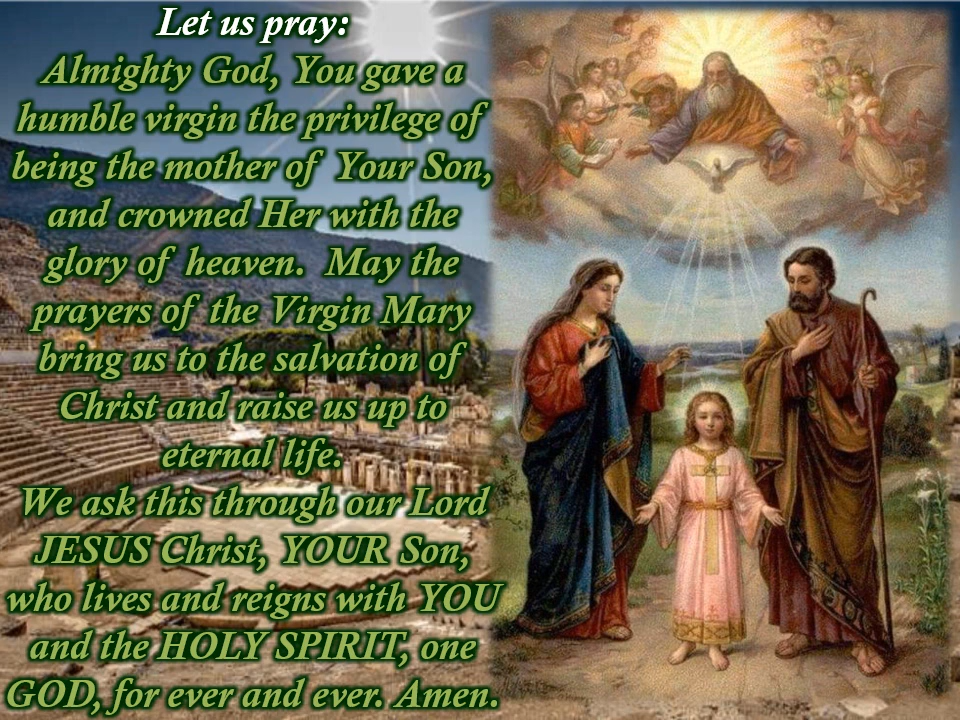 Let us pray:
Almighty God, You gave a
humble virgin the privilege of
being the mother of Your Son,
and crowned Her with the
glory of heaven. May the
prayers of the Virgin Mary
bring us to the salvation of
Christ and raise us up to
eternal life.
We ask this through our Lord
JESUS Christ, YOUR Son,
who lives and reigns with YOU
and the HOLY SPIRIT, one
GOD, for ever and ever. Amen.